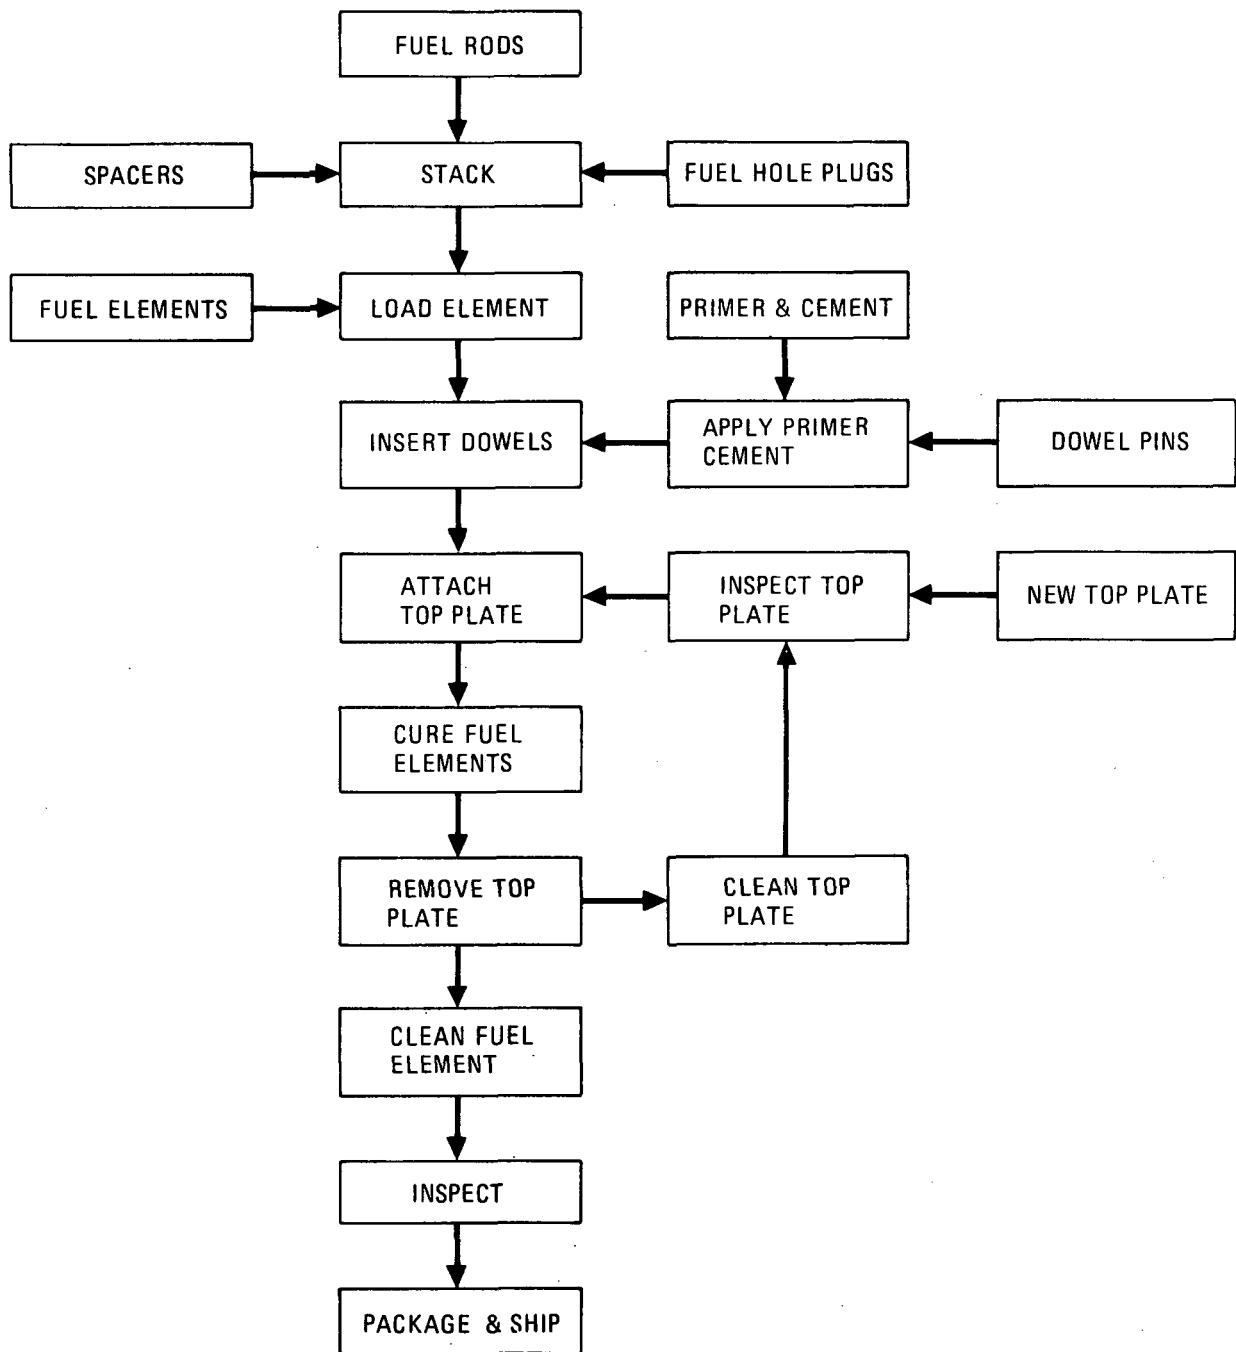 FUEL RODS
SPACERS
STACK
FUEL HOLE PLUGS
FUEL ELEMENTS
LOAD ELEMENT
PRIMER & CEMENT
INSERT DOWELS
APPLY PRIMER
CEMENT
DOWEL PINS
ATTACH
TOP PLATE
INSPECT TOP
PLATE
NEW TOP PLATE
CURE FUEL
ELEMENTS
REMOVE TOP
PLATE
CLEAN TOP
PLATE
CLEAN FUEL
ELEMENT
INSPECT
PACKAGE & SHIP